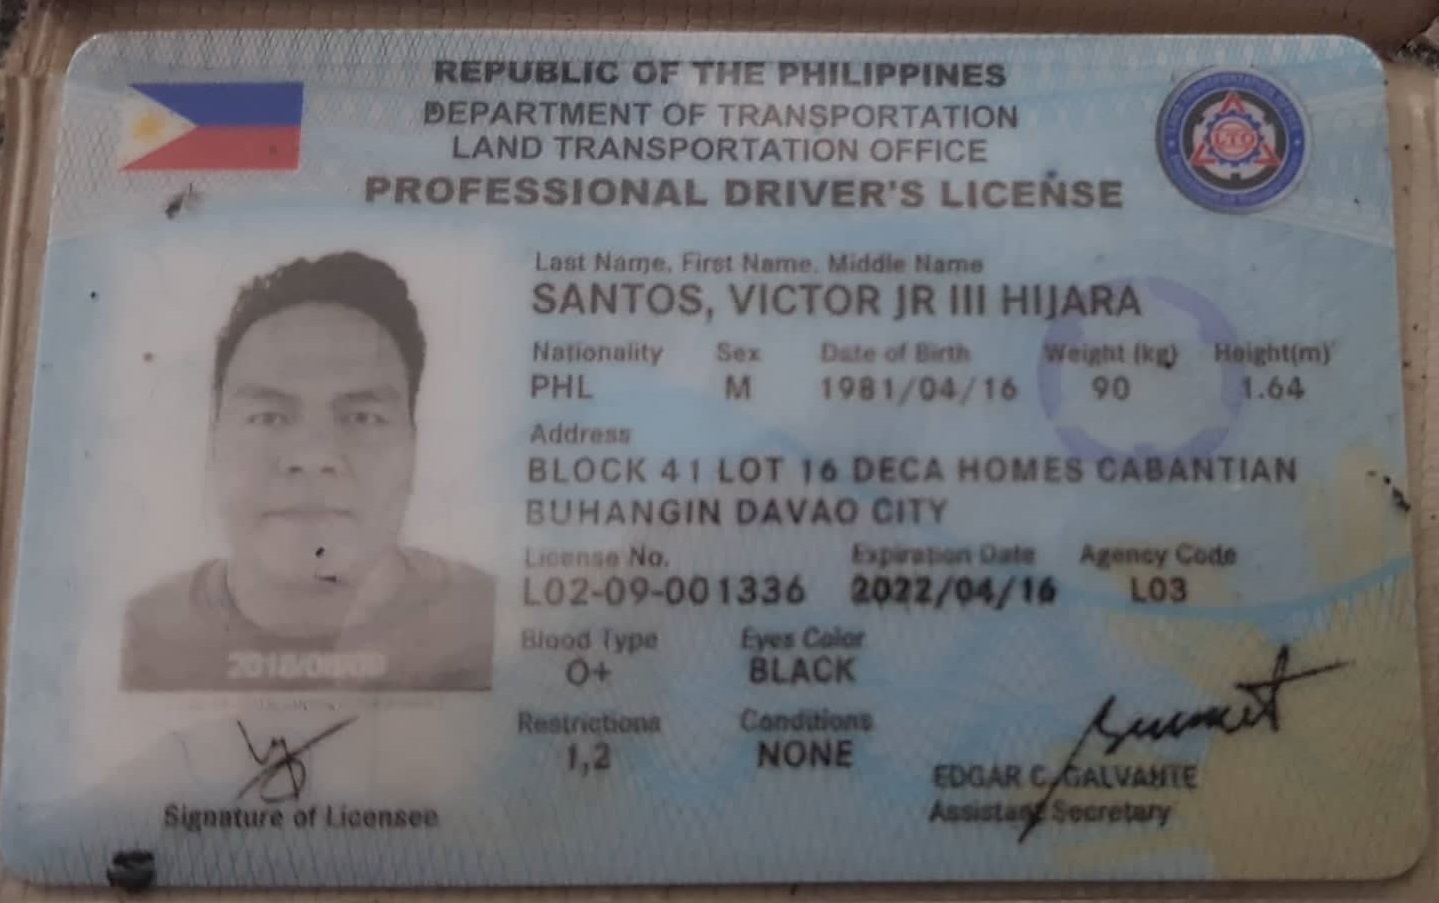 REPUBLIC OF THE PHILIPPINES
DEPARTMENT OF TRANSPORTATION
LAND TRANSPORTATION OFFICE
PROFESSIONAL DRIVER'S LICENSE
LTO
Last Name, First Name, Middle Name
SANTOS, VICTOR JR III HIJARA
Nationality Sex Date of Birth Weight (kg) Height(m)
PHL M 1981/04/16 90 1.64
Address
BLOCK 41 LOT 16 DECA HOMES CABANTIAN
BUHANGIN DAVAO CITY
License No. Expiration Date Agency Code
L02-09-001336 2022/04/16 L03
Blood Type Eyes Color
O+ BLACK
Restrictions Conditions
1,2 NONE
EDGAR C. GALVANTE
Assistant Secretary
Signature of Licensee